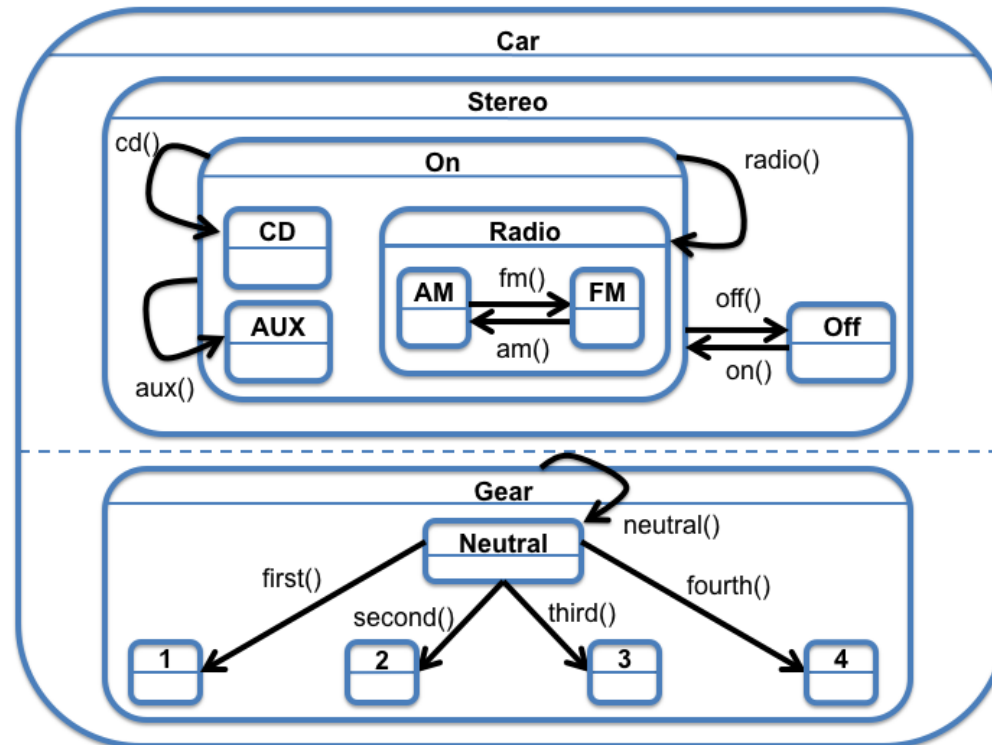 Car
Stereo
cd()
On
radio()
CD
Radio
AM
fm()
FM
off()
AUX
Off
am()
on()
aux()
Gear
neutral()
Neutral
first()
fourth()
second()
third()
1
2
3
4